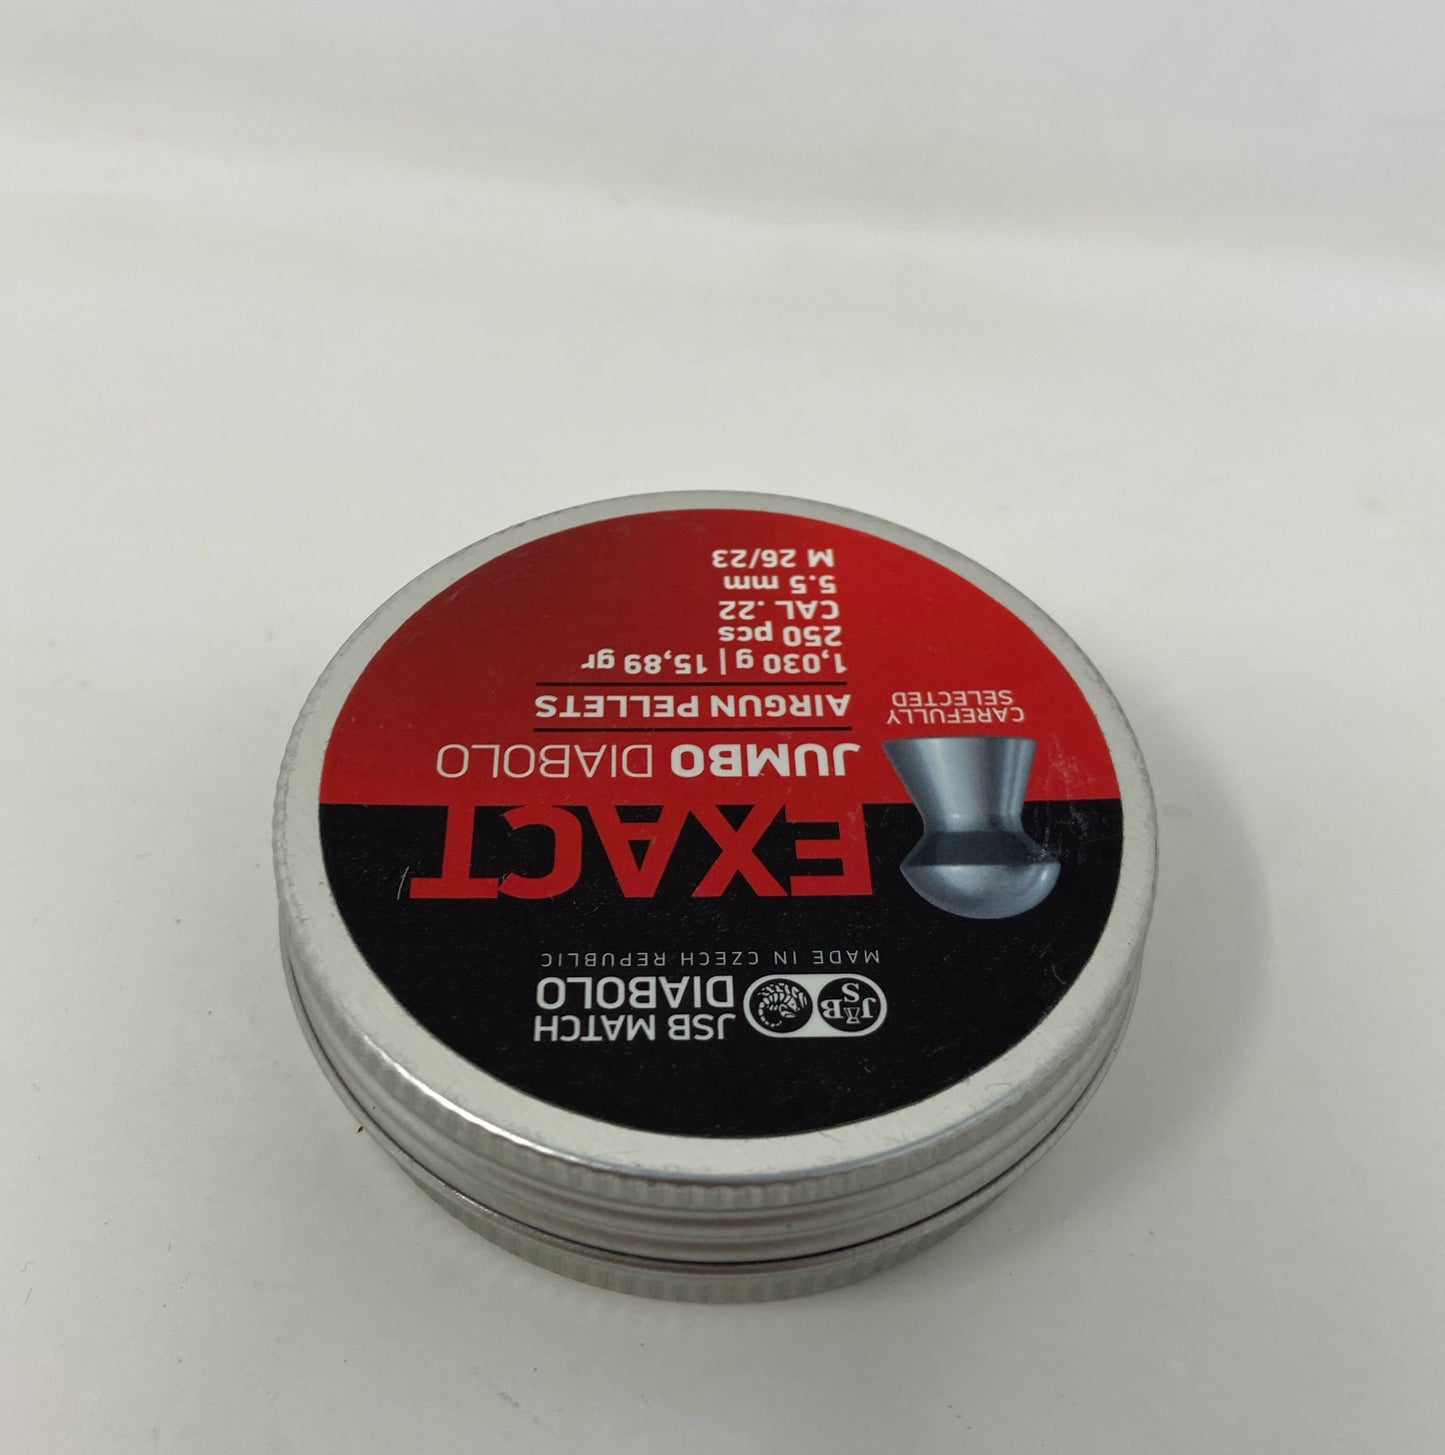 JSB
JSB MATCH
DIABOLO
MADE IN CZECH REPUBLIC
EXACT
JUMBO DIABOLO
AIRGUN PELLETS
1,030 g | 15,89 gr
250 pcs
CAL .22
5.5 mm
M 26/23
CAREFULLY
SELECTED